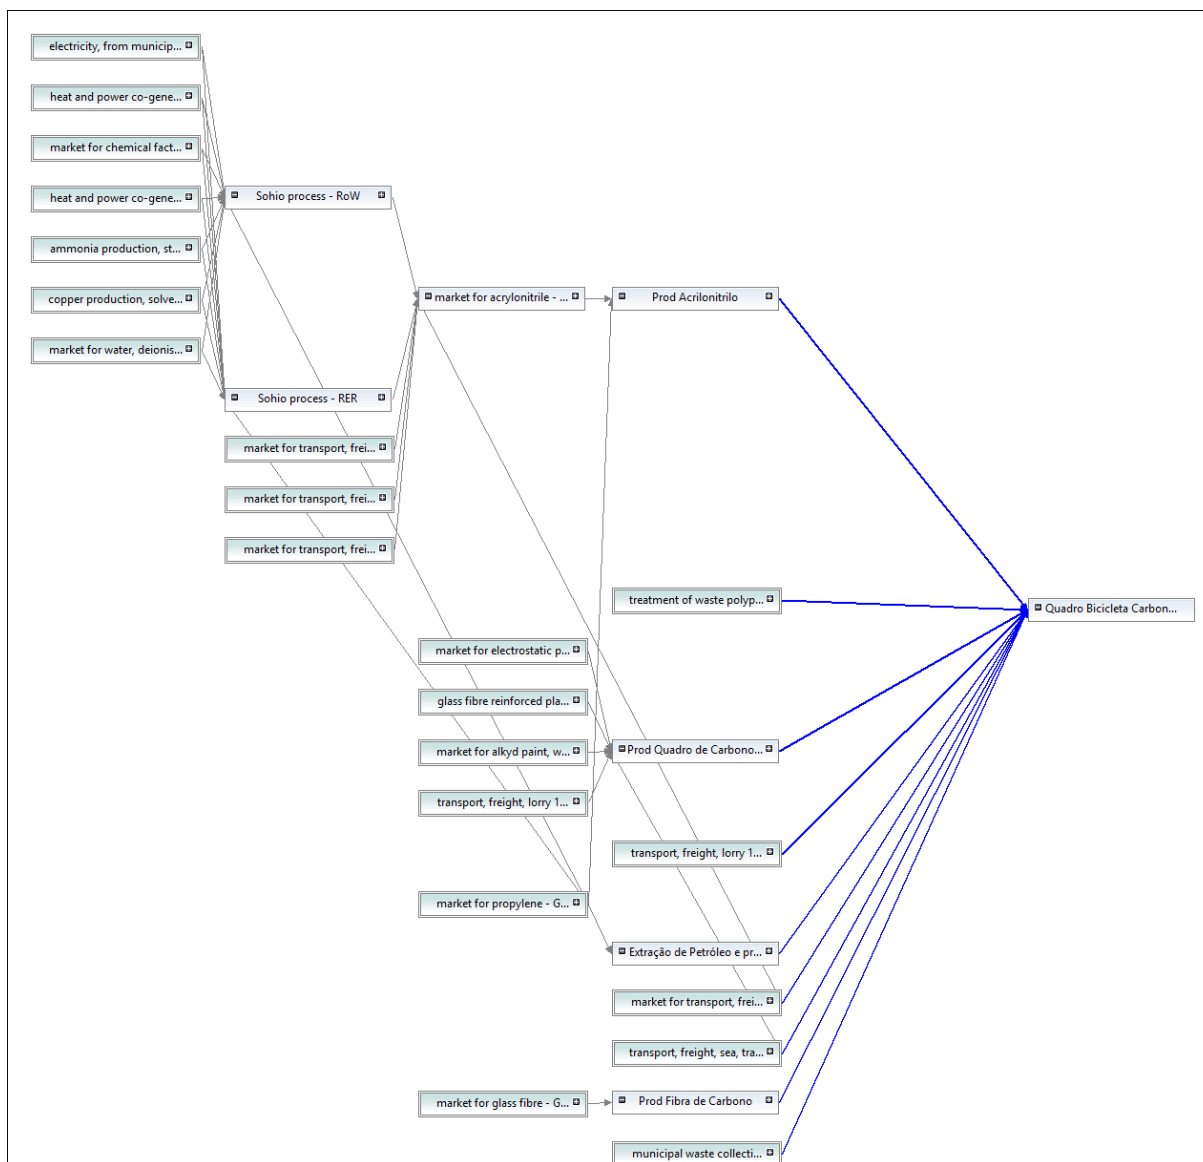 electricity, from municip...
heat and power co-gene...
market for chemical fact...
heat and power co-gene...
ammonia production, st...
copper production, solve...
market for water, deionis...
Sohio process - RoW
Sohio process - RER
market for transport, frei...
market for transport, frei...
market for transport, frei...
market for acrylonitrile - ...
market for electrostatic p...
glass fibre reinforced pla...
market for alkyd paint, w...
transport, freight, lorry 1...
market for propylene - G...
market for glass fibre - G...
Prod Acrilonitrilo
treatment of waste polyp...
Prod Quadro de Carbono...
transport, freight, lorry 1...
Extração de Petróleo e pr...
market for transport, frei...
transport, freight, sea, tra...
Prod Fibra de Carbono
municipal waste collecti...
Quadro Bicicleta Carbon...